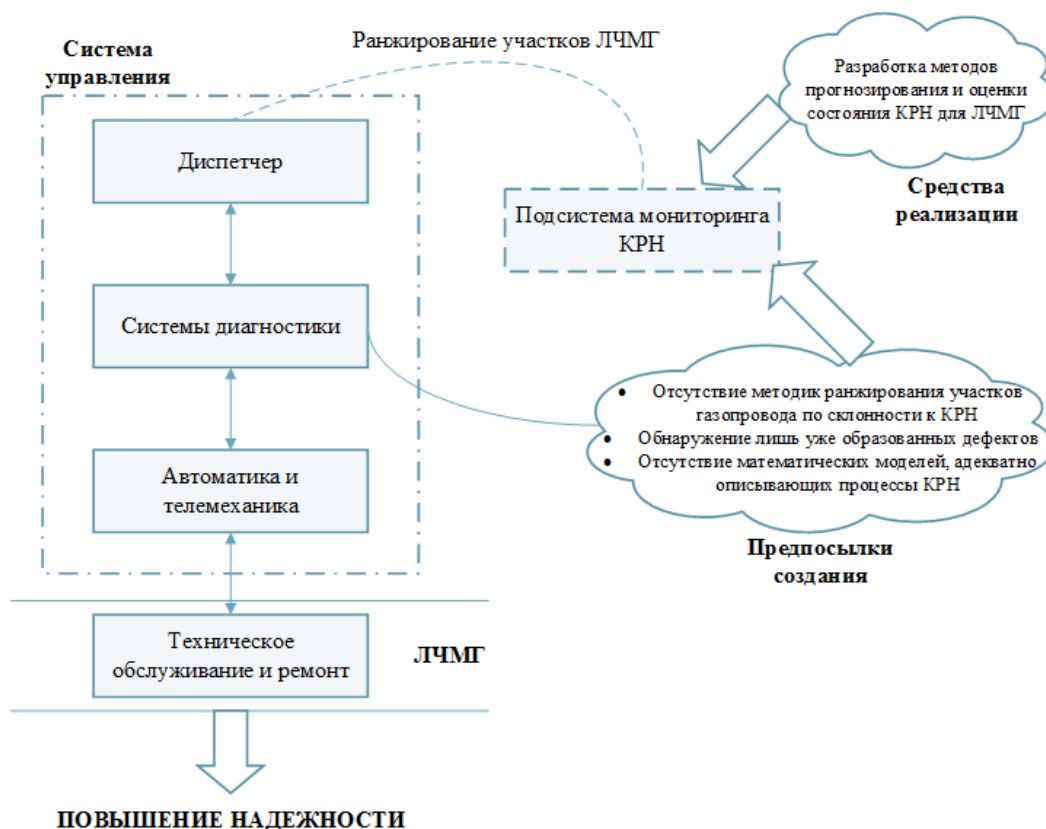 Система
управления
Ранжирование участков ЛЧМГ
Разработка методов
прогнозирования и оценки
состояния КРН для ЛЧМГ
Средства
реализации
Диспетчер
Подсистема мониторинга
КРН
Системы диагностики
• Отсутствие методик ранжирования участков
газопровода по склонности к КРН
• Обнаружение лишь уже образованных дефектов
• Отсутствие математических моделей, адекватно
описывающих процессы КРН
Автоматика и
телемеханика
Предпосылки
создания
Техническое
обслуживание и ремонт
ЛЧМГ
ПОВЫШЕНИЕ НАДЕЖНОСТИ